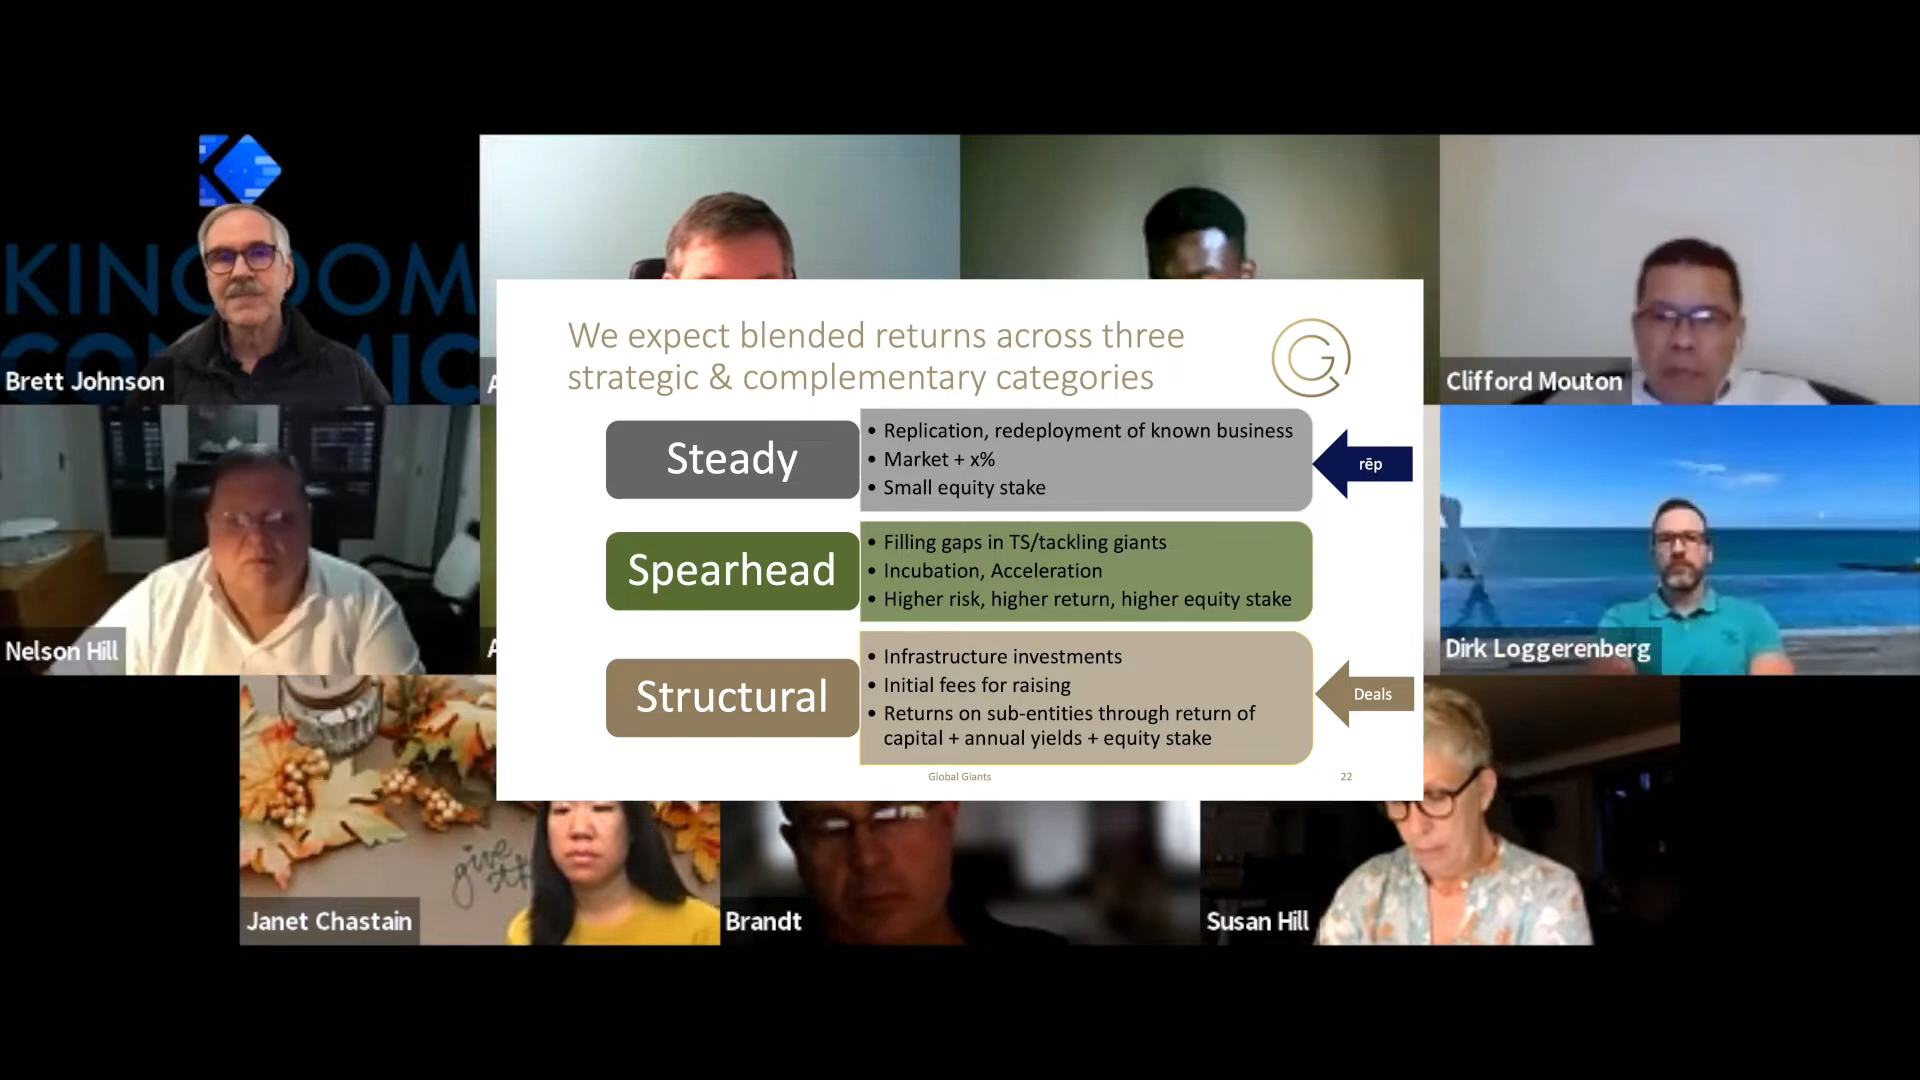 KINGDOM
Brett Johnson
A
Clifford Mouton
We expect blended returns across three
strategic & complementary categories
Steady
• Replication, redeployment of known business
• Market + x%
• Small equity stake
rēp
Spearhead
• Filling gaps in TS/tackling giants
• Incubation, Acceleration
• Higher risk, higher return, higher equity stake
Structural
• Infrastructure investments
• Initial fees for raising
• Returns on sub-entities through return of
capital + annual yields + equity stake
Deals
Global Giants
22
Nelson Hill
A
Dirk Loggerenberg
give
Janet Chastain
Brandt
Susan Hill